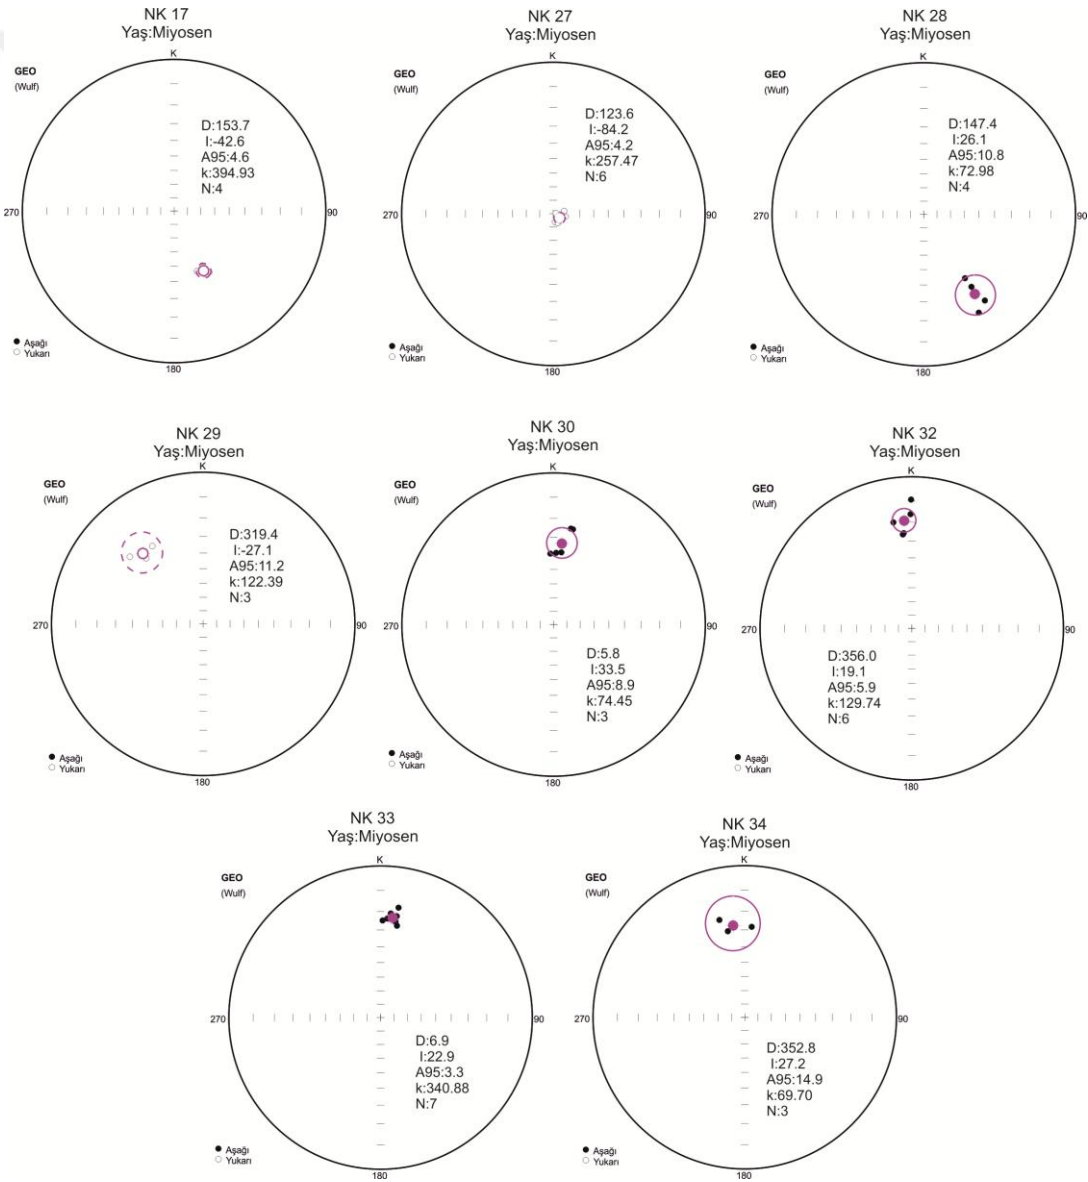 NK 17
Yaş:Miyosen
K
GEO
(Wulf)
D:153.7
I:-42.6
A95:4.6
k:394.93
N:4
270
90
Aşağı
Yukarı
180
NK 27
Yaş:Miyosen
K
GEO
(Wulf)
D:123.6
I:-84.2
A95:4.2
k:257.47
N:6
270
90
Aşağı
Yukarı
180
NK 28
Yaş:Miyosen
K
GEO
(Wulf)
D:147.4
I:26.1
A95:10.8
k:72.98
N:4
270
90
Aşağı
Yukarı
180
NK 29
Yaş:Miyosen
K
GEO
(Wulf)
D:319.4
I:-27.1
A95:11.2
k:122.39
N:3
270
90
Aşağı
Yukarı
180
NK 30
Yaş:Miyosen
K
GEO
(Wulf)
270
90
D:5.8
I:33.5
A95:8.9
k:74.45
N:3
Aşağı
Yukarı
180
NK 32
Yaş:Miyosen
K
GEO
(Wulf)
270
90
D:356.0
I:19.1
A95:5.9
k:129.74
N:6
Aşağı
Yukarı
180
NK 33
Yaş:Miyosen
K
GEO
(Wulf)
270
90
D:6.9
I:22.9
A95:3.3
k:340.88
N:7
Aşağı
Yukarı
180
NK 34
Yaş:Miyosen
K
GEO
(Wulf)
270
90
D:352.8
I:27.2
A95:14.9
k:69.70
N:3
Aşağı
Yukarı
180